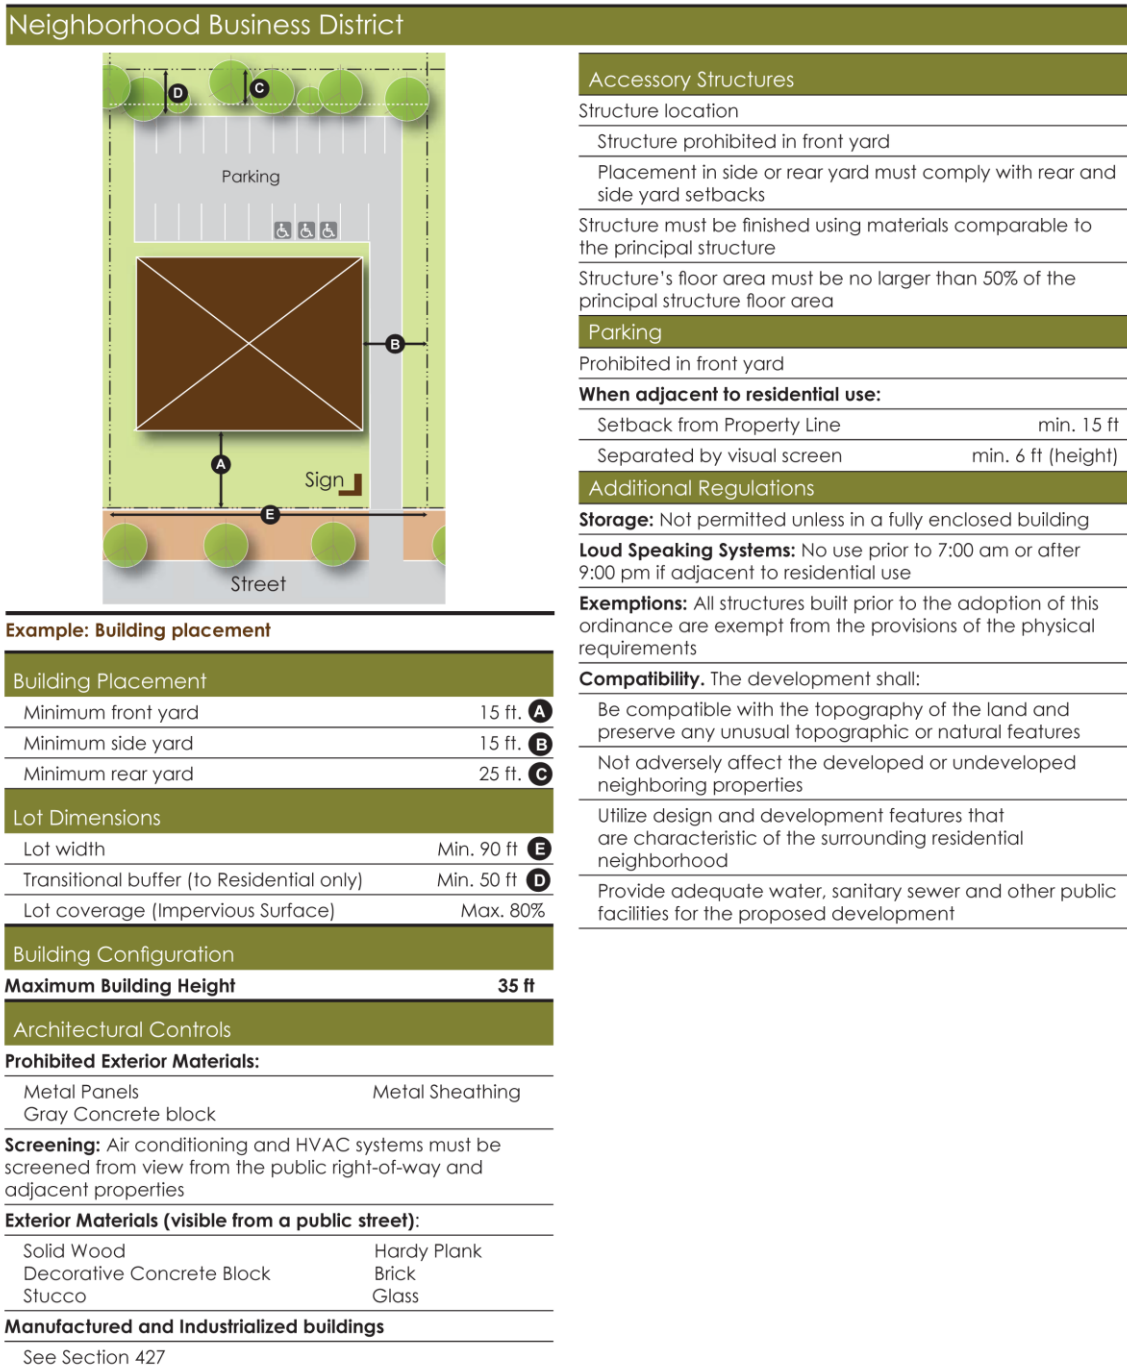 Neighborhood Business District
D
C
Parking
B
A
Sign
E
Street
Example: Building placement
Building Placement
Minimum front yard 15 ft. A
Minimum side yard 15 ft. B
Minimum rear yard 25 ft. C
Lot Dimensions
Lot width Min. 90 ft E
Transitional buffer (to Residential only) Min. 50 ft D
Lot coverage (Impervious Surface) Max. 80%
Building Configuration
Maximum Building Height 35 ft
Architectural Controls
Prohibited Exterior Materials:
Metal Panels Metal Sheathing
Gray Concrete block
Screening: Air conditioning and HVAC systems must be
screened from view from the public right-of-way and
adjacent properties
Exterior Materials (visible from a public street):
Solid Wood Hardy Plank
Decorative Concrete Block Brick
Stucco Glass
Manufactured and Industrialized buildings
See Section 427
Accessory Structures
Structure location
Structure prohibited in front yard
Placement in side or rear yard must comply with rear and
side yard setbacks
Structure must be finished using materials comparable to
the principal structure
Structure's floor area must be no larger than 50% of the
principal structure floor area
Parking
Prohibited in front yard
When adjacent to residential use:
Setback from Property Line min. 15 ft
Separated by visual screen min. 6 ft (height)
Additional Regulations
Storage: Not permitted unless in a fully enclosed building
Loud Speaking Systems: No use prior to 7:00 am or after
9:00 pm if adjacent to residential use
Exemptions: All structures built prior to the adoption of this
ordinance are exempt from the provisions of the physical
requirements
Compatibility. The development shall:
Be compatible with the topography of the land and
preserve any unusual topographic or natural features
Not adversely affect the developed or undeveloped
neighboring properties
Utilize design and development features that
are characteristic of the surrounding residential
neighborhood
Provide adequate water, sanitary sewer and other public
facilities for the proposed development